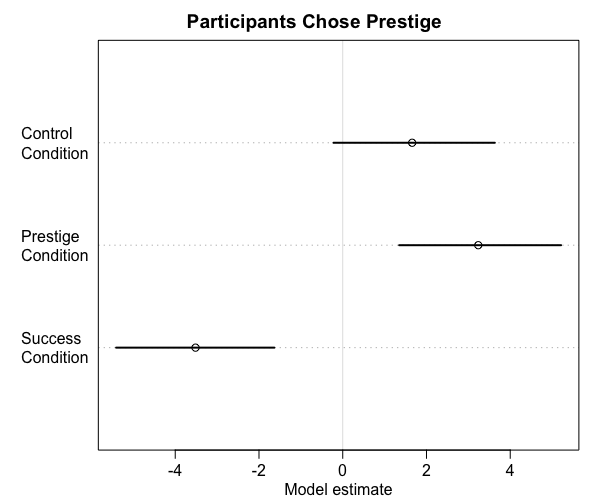 Participants Chose Prestige
Control
Condition
Prestige
Condition
Success
Condition
-4 -2 0 2 4
Model estimate